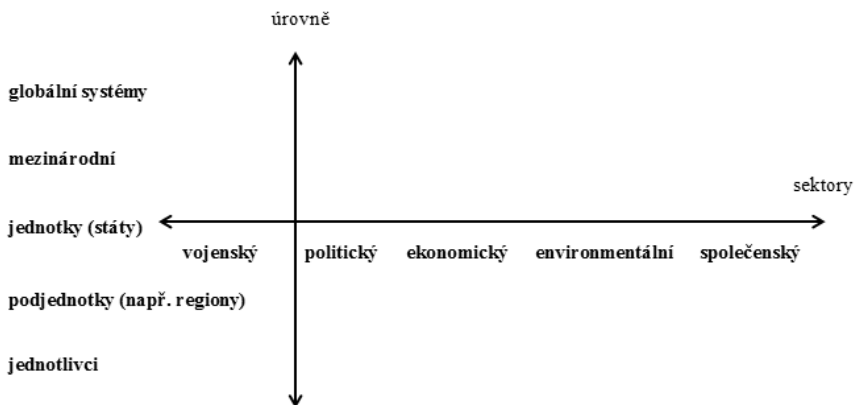 úrovně
globální systémy
mezinárodní
sektory
jednotky (státy)
vojenský politický ekonomický environmentální společenský
podjednotky (např. regiony)
jednotlivci